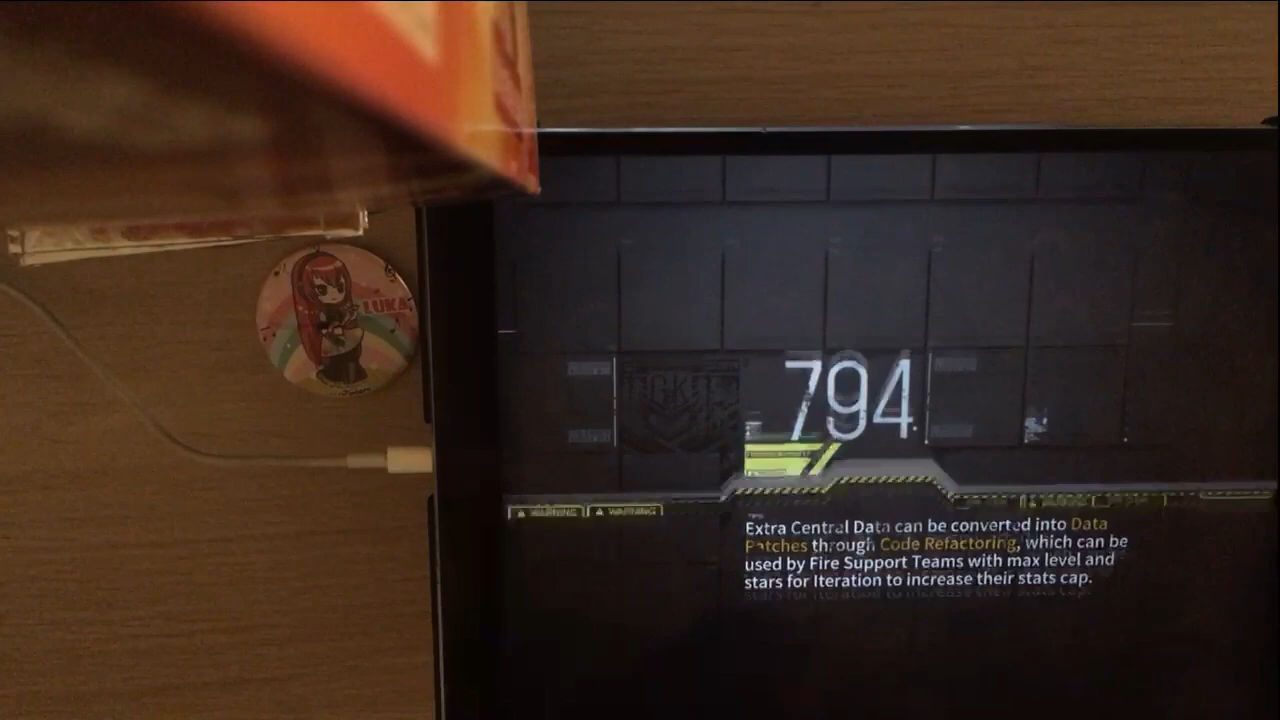 LUKA
794
WARNING
WARNING
TIPS
Extra Central Data can be converted into Data
Patches through Code Refactoring, which can be
used by Fire Support Teams with max level and
stars for Iteration to increase their stats cap.